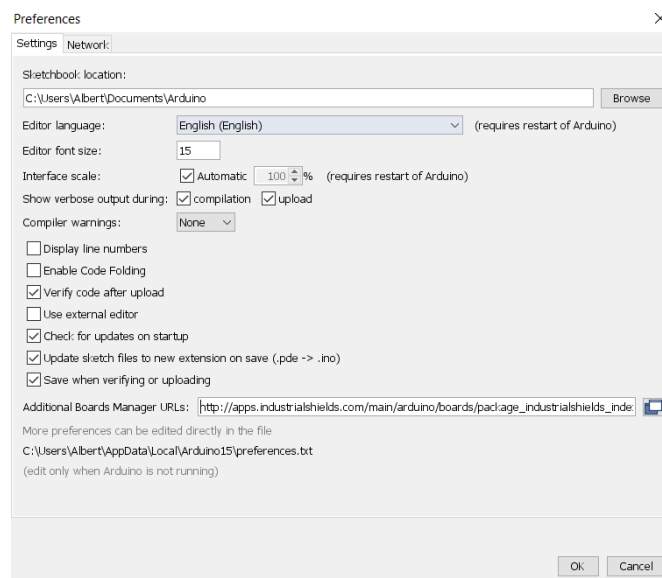 Preferences
Settings Network
Sketchbook location:
C:\Users\Albert\Documents\Arduino Browse
Editor language: English (English) (requires restart of Arduino)
Editor font size: 15
Interface scale: Automatic 100 % (requires restart of Arduino)
Show verbose output during: compilation upload
Compiler warnings: None
Display line numbers
Enable Code Folding
Verify code after upload
Use external editor
Check for updates on startup
Update sketch files to new extension on save (.pde -> .ino)
Save when verifying or uploading
Additional Boards Manager URLs: http://apps.industrialshields.com/main/arduino/boards/package_industrialshields_inde
More preferences can be edited directly in the file
C:\Users\Albert\AppData\Local\Arduino15\preferences.txt
(edit only when Arduino is not running)
OK Cancel